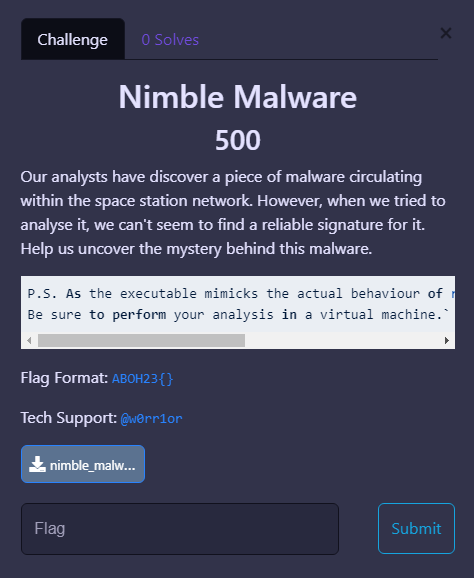 Challenge
0 Solves
×
Nimble Malware
500
Our analysts have discover a piece of malware circulating
within the space station network. However, when we tried to
analyse it, we can't seem to find a reliable signature for it.
Help us uncover the mystery behind this malware.
P.S. As the executable mimicks the actual behaviour of
Be sure to perform your analysis in a virtual machine.`
Flag Format: ABOH23{}
Tech Support: @w0rr1or
nimble_malw...
Flag
Submit